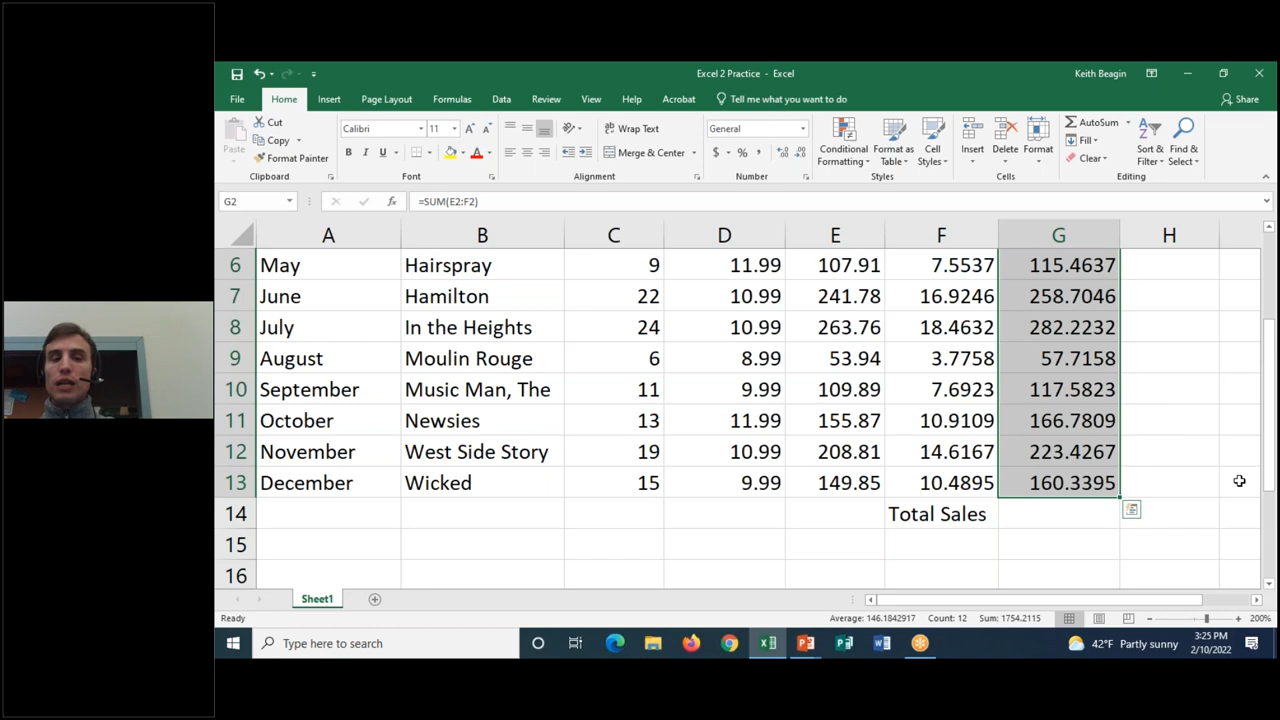 Excel 2 Practice - Excel
Keith Beagin
File Home Insert Page Layout Formulas Data Review View Help Acrobat Tell me what you want to do Share
Paste
Cut
Copy
Format Painter
Clipboard
Calibri 11 A A
B I U A
Font
Wrap Text
Merge & Center
Alignment
General
$ % ,
Number
Conditional Formatting
Format as Table
Cell Styles
Styles
Insert
Delete
Format
Cells
AutoSum
Fill
Clear
Sort & Filter
Find & Select
Editing
G2 fx =SUM(E2:F2)
A B C D E F G H
6 May Hairspray 9 11.99 107.91 7.5537 115.4637
7 June Hamilton 22 10.99 241.78 16.9246 258.7046
8 July In the Heights 24 10.99 263.76 18.4632 282.2232
9 August Moulin Rouge 6 8.99 53.94 3.7758 57.7158
10 September Music Man, The 11 9.99 109.89 7.6923 117.5823
11 October Newsies 13 11.99 155.87 10.9109 166.7809
12 November West Side Story 19 10.99 208.81 14.6167 223.4267
13 December Wicked 15 9.99 149.85 10.4895 160.3395
14 Total Sales
15
16
Sheet1
Ready Average: 146.1842917 Count: 12 Sum: 1754.2115 200%
Type here to search
42°F Partly sunny
3:25 PM
2/10/2022